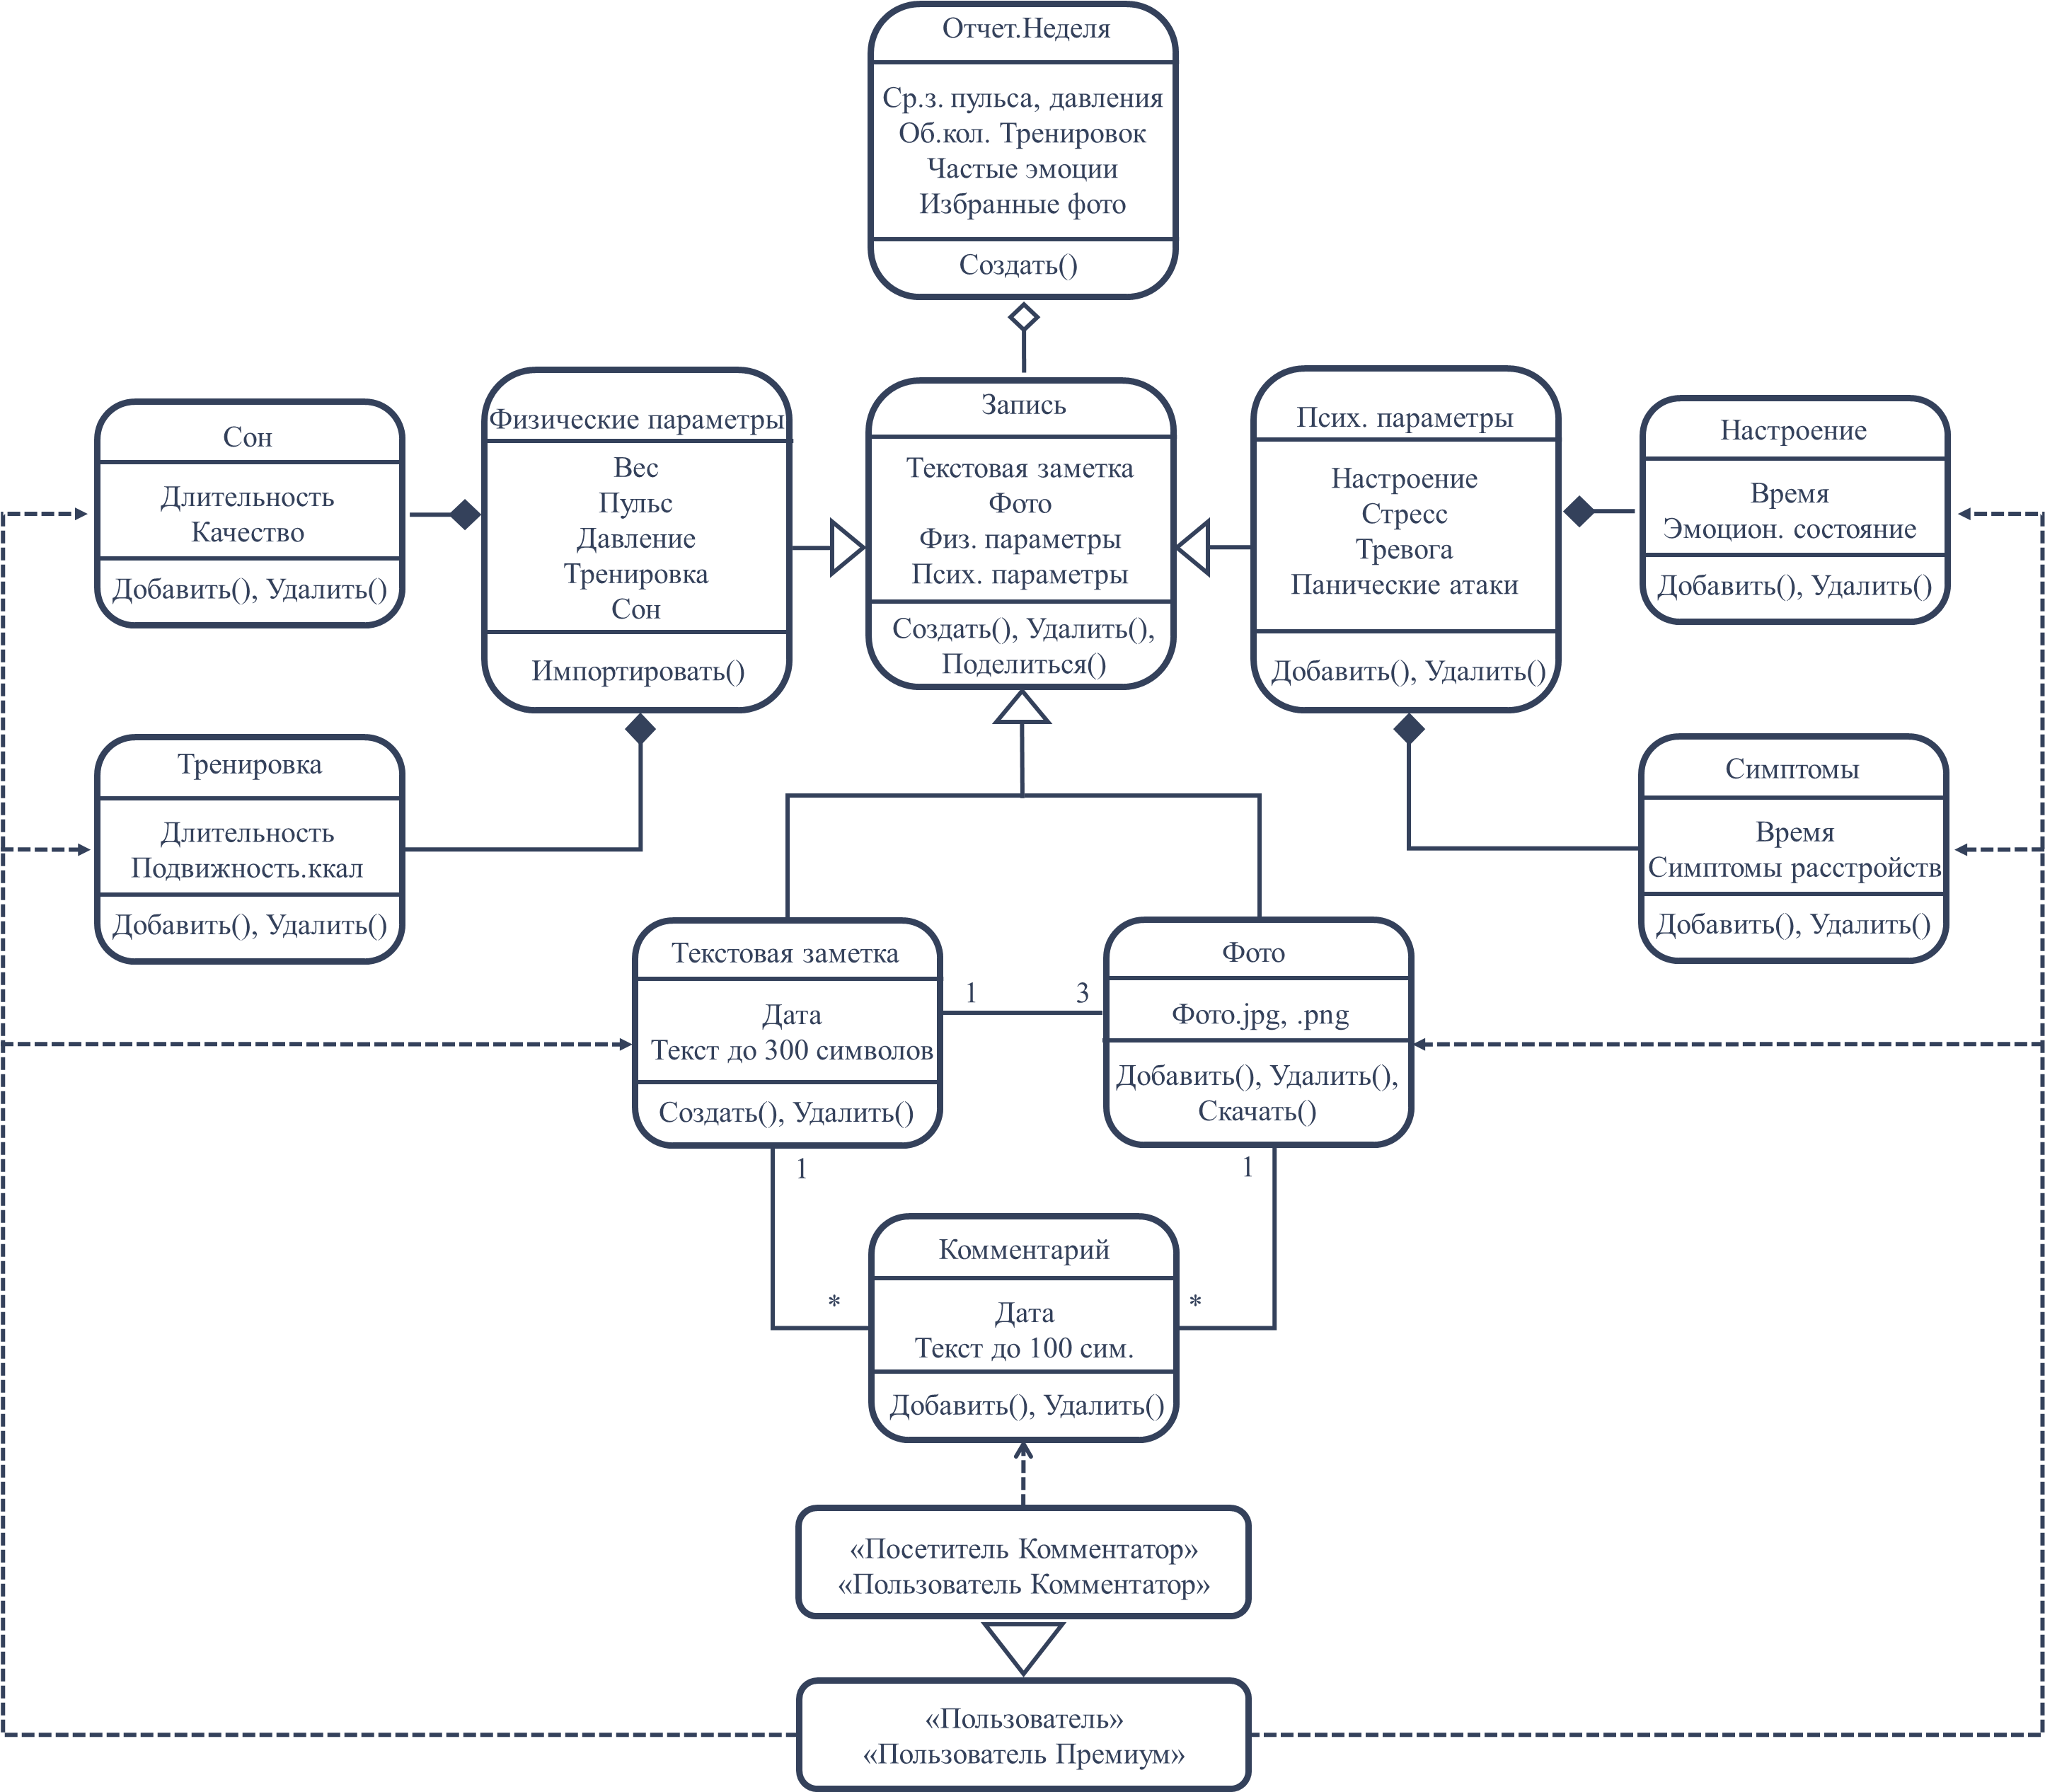 Отчет.Неделя
Ср.з. пульса, давления
Об.кол. Тренировок
Частые эмоции
Избранные фото
Создать()
Сон
Длительность
Качество
Добавить(), Удалить()
Физические параметры
Вес
Пульс
Давление
Тренировка
Сон
Импортировать()
Запись
Текстовая заметка
Фото
Физ. параметры
Псих. параметры
Создать(), Удалить(),
Поделиться()
Псих. параметры
Настроение
Стресс
Тревога
Панические атаки
Добавить(), Удалить()
Настроение
Время
Эмоцион. состояние
Добавить(), Удалить()
Тренировка
Длительность
Подвижность.ккал
Добавить(), Удалить()
Симптомы
Время
Симптомы расстройств
Добавить(), Удалить()
Текстовая заметка
Дата
Текст до 300 символов
Создать(), Удалить()
1
3
Фото
Фото.jpg, .png
Добавить(), Удалить(),
Скачать()
1
1
*
*
Комментарий
Дата
Текст до 100 сим.
Добавить(), Удалить()
«Посетитель Комментатор»
«Пользователь Комментатор»
«Пользователь»
«Пользователь Премиум»